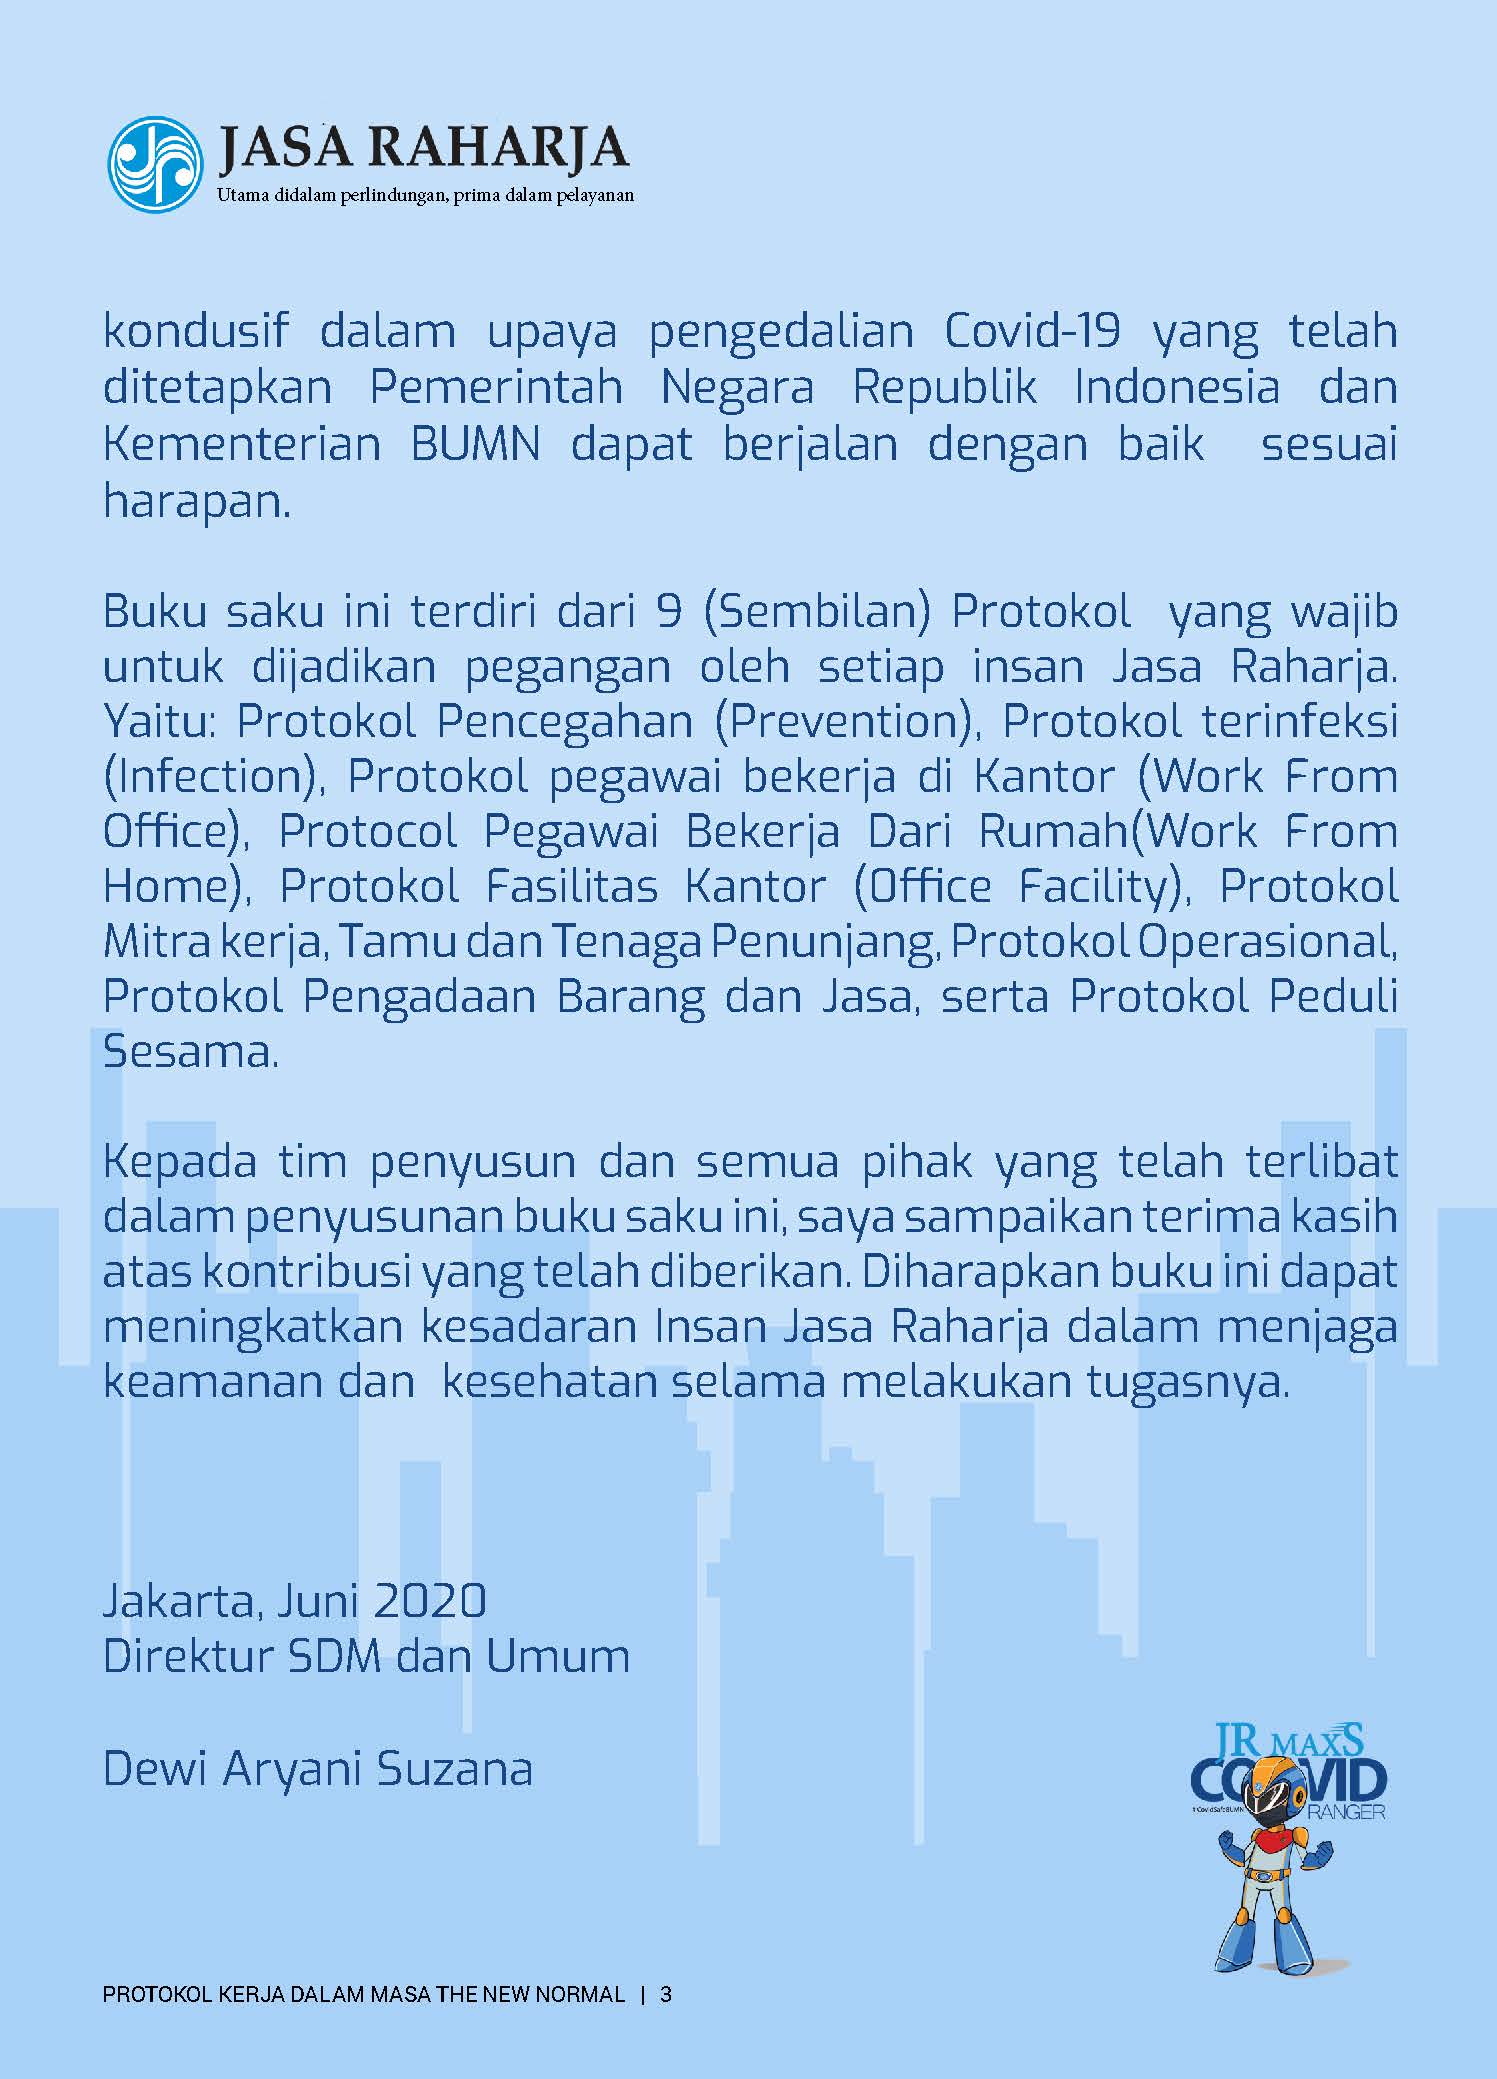 JASA RAHARJA
Utama didalam perlindungan, prima dalam pelayanan
kondusif dalam upaya pengedalian Covid-19 yang telah
ditetapkan Pemerintah Negara Republik Indonesia dan
Kementerian BUMN dapat berjalan dengan baik sesuai
harapan.
Buku saku ini terdiri dari 9 (Sembilan) Protokol yang wajib
untuk dijadikan pegangan oleh setiap insan Jasa Raharja.
Yaitu: Protokol Pencegahan (Prevention), Protokol terinfeksi
(Infection), Protokol pegawai bekerja di Kantor (Work From
Office), Protocol Pegawai Bekerja Dari Rumah(Work From
Home), Protokol Fasilitas Kantor (Office Facility), Protokol
Mitra kerja, Tamu dan Tenaga Penunjang, Protokol Operasional,
Protokol Pengadaan Barang dan Jasa, serta Protokol Peduli
Sesama.
Kepada tim penyusun dan semua pihak yang telah terlibat
dalam penyusunan buku saku ini, saya sampaikan terima kasih
atas kontribusi yang telah diberikan. Diharapkan buku ini dapat
meningkatkan kesadaran Insan Jasa Raharja dalam menjaga
keamanan dan kesehatan selama melakukan tugasnya.
Jakarta, Juni 2020
Direktur SDM dan Umum
Dewi Aryani Suzana
JR MAXS
COVID
#CovidSafeBUMN
RANGER
PROTOKOL KERJA DALAM MASA THE NEW NORMAL | 3